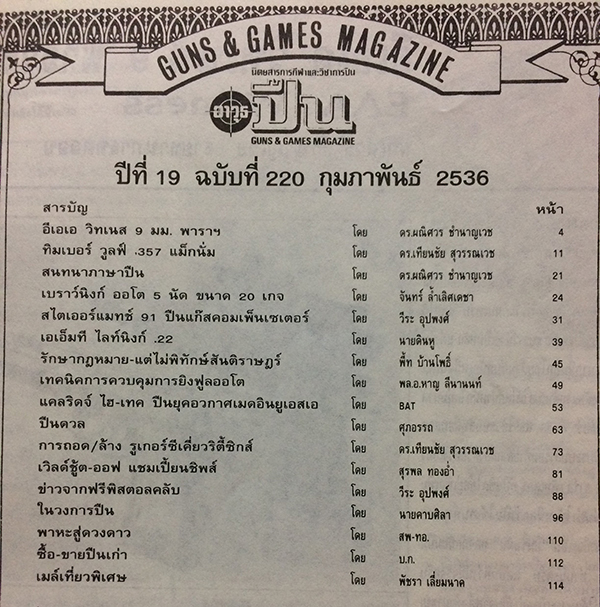 GUNS & GAMES MAGAZINE
นิตยสารการกีฬาและวิชาการปืน
อาวุธ ปืน
GUNS & GAMES MAGAZINE
ปีที่ 19 ฉบับที่ 220 กุมภาพันธ์ 2536
สารบัญ หน้า
อีเอเอ วิทเนส 9 มม. พาราฯ โดย ดร.ผณิศวร ชำนาญเวช 4
ทิมเบอร์ วูลฟ์ .357 แม็กนั่ม โดย ดร.เทียนชัย สุวรรณเวช 11
สนทนาภาษาปืน โดย ดร.ผณิศวร ชำนาญเวช 21
เบราว์นิงก์ ออโต 5 นัด ขนาด 20 เกจ โดย จันทร์ ล้ำเลิศเดชา 24
สไตเออร์แมทช์ 91 ปืนแก๊สคอมเพ็นเซเตอร์ โดย วีระ อุปพงศ์ 31
เอเอ็มที ไลท์นิงก์ .22 โดย นายดินหู 39
รักษากฎหมาย-แต่ไม่พิทักษ์สันติราษฎร์ โดย พี่ท บ้านโพธิ์ 45
เทคนิคการควบคุมการยิงฟูลออโต โดย พล.อ.หาญ ลีนานนท์ 49
แคลริดจ์ ไฮ-เทค ปืนยุคอวกาศเมดอินยูเอสเอ โดย BAT 53
ปืนดวล โดย ศุภอรรถ 63
การถอด/ล้าง รูเกอร์ซีเคี่ยวริตี้ซิกส์ โดย ดร.เทียนชัย สุวรรณเวช 73
เวิลด์ชู้ต-ออฟ แชมเปี้ยนชิพส์ โดย สุรพล ทองอ่ำ 81
ข่าวจากฟรีพิสตอลคลับ โดย วีระ อุปพงศ์ 88
ในวงการปืน โดย นายคาบศิลา 96
พาหะสู่ดวงดาว โดย สพ-ทอ. 110
ซื้อ-ขายปืนเก่า โดย บ.ก. 112
เมล์เที่ยวพิเศษ โดย พัชรา เลี่ยมนาค 114